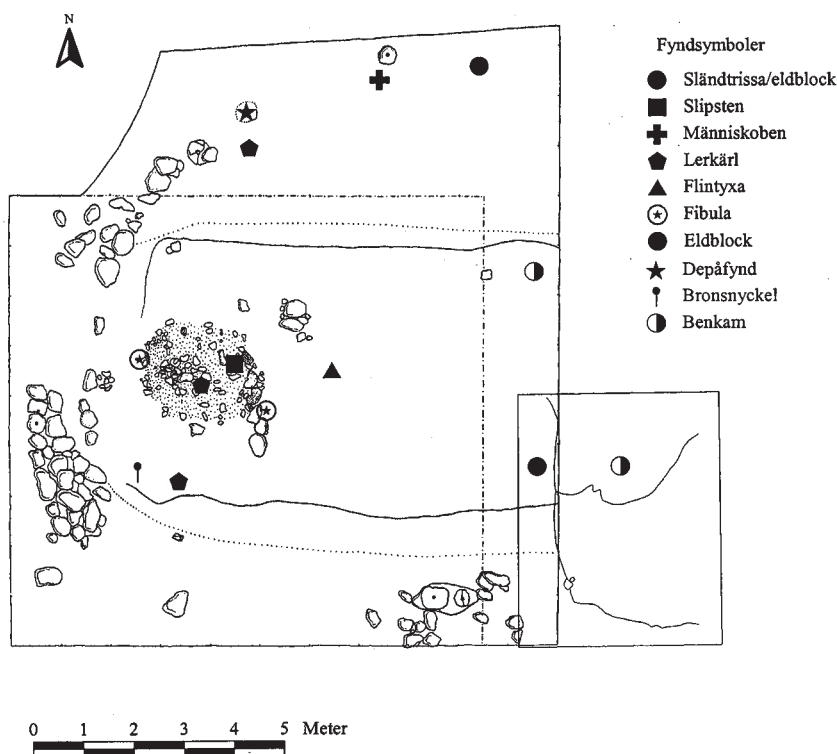 N
Fyndsymboler
Sländtrissa/eldblock
Slipsten
Människoben
Lerkärl
Flintyxa
Fibula
Eldblock
Depåfynd
Bronsnyckel
Benkam
0 1 2 3 4 5 Meter